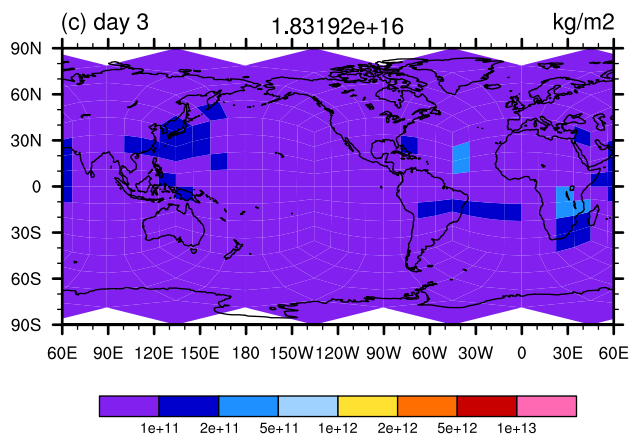 (c) day 3 1.83192e+16 kg/m2
90N
60N
30N
0
30S
60S
90S
60E 90E 120E 150E 180 150W 120W 90W 60W 30W 0 30E 60E
1e+11 2e+11 5e+11 1e+12 2e+12 5e+12 1e+13